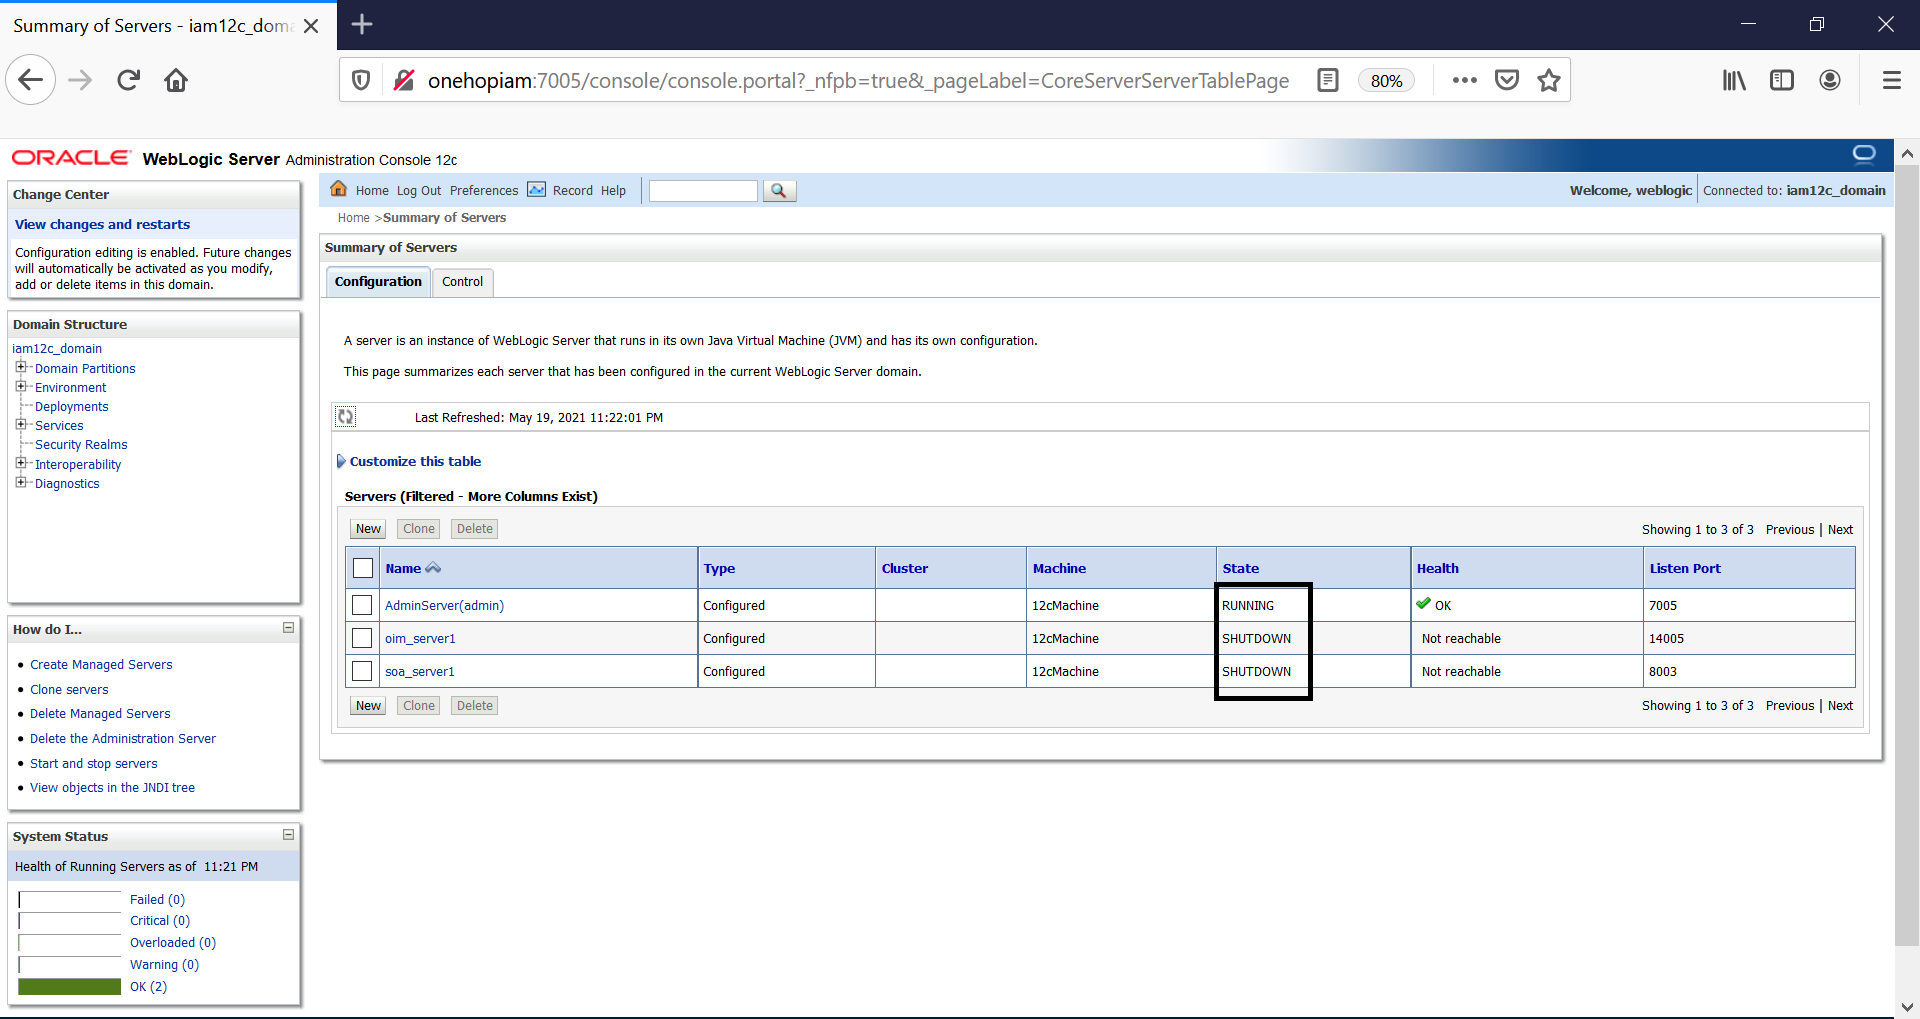 Summary of Servers - iam12c_doma
onehopiam:7005/console/console.portal?_nfpb=true&_pageLabel=CoreServerServerTablePage
80%
ORACLE WebLogic Server Administration Console 12c
Change Center
View changes and restarts
Configuration editing is enabled. Future changes
will automatically be activated as you modify,
add or delete items in this domain.
Domain Structure
iam12c_domain
Domain Partitions
Environment
Deployments
Services
Security Realms
Interoperability
Diagnostics
How do I...
Create Managed Servers
Clone servers
Delete Managed Servers
Delete the Administration Server
Start and stop servers
View objects in the JNDI tree
System Status
Health of Running Servers as of 11:21 PM
Failed (0)
Critical (0)
Overloaded (0)
Warning (0)
OK (2)
Home Log Out Preferences Record Help
Welcome, weblogic Connected to: iam12c_domain
Home >Summary of Servers
Summary of Servers
Configuration Control
A server is an instance of WebLogic Server that runs in its own Java Virtual Machine (JVM) and has its own configuration.
This page summarizes each server that has been configured in the current WebLogic Server domain.
Last Refreshed: May 19, 2021 11:22:01 PM
Customize this table
Servers (Filtered - More Columns Exist)
New Clone Delete Showing 1 to 3 of 3 Previous | Next
Name Type Cluster Machine State Health Listen Port
AdminServer(admin) Configured 12cMachine RUNNING OK 7005
oim_server1 Configured 12cMachine SHUTDOWN Not reachable 14005
soa_server1 Configured 12cMachine SHUTDOWN Not reachable 8003
New Clone Delete Showing 1 to 3 of 3 Previous | Next